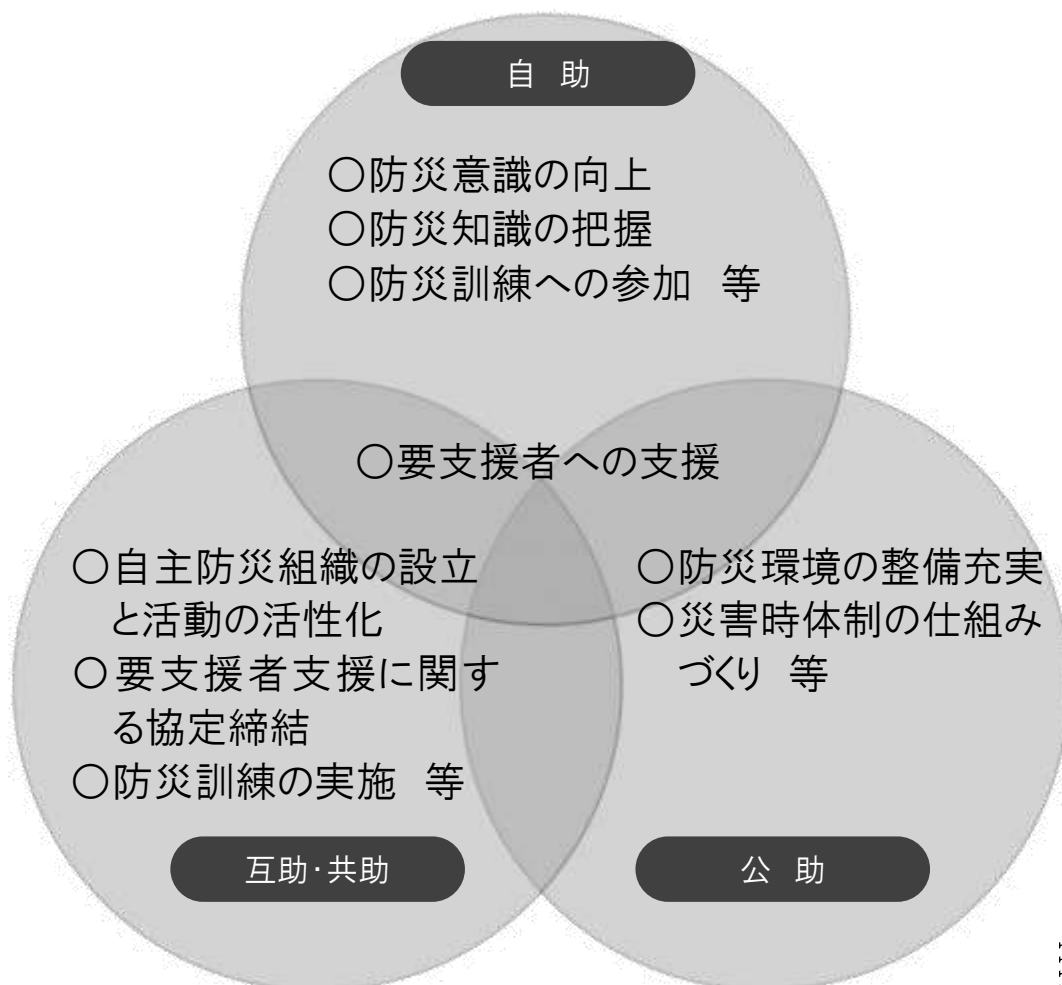 自 助
○防災意識の向上
○防災知識の把握
○防災訓練への参加 等
○要支援者への支援
○自主防災組織の設立
と活動の活性化
○要支援者支援に関す
る協定締結
○防災訓練の実施 等
互助・共助
○防災環境の整備充実
○災害時体制の仕組み
づくり 等
公 助